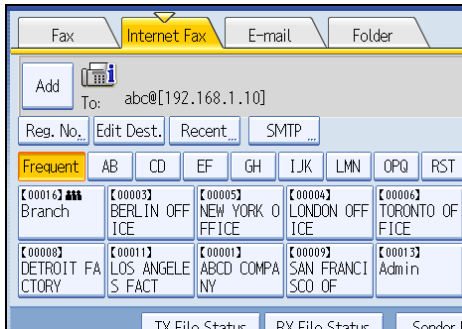 Fax Internet Fax E-mail Folder
Add To: abc@[192.168.1.10]
Reg. No. Edit Dest. Recent SMTP
Frequent AB CD EF GH IJK LMN OPQ RST
【00016】 【00003】 【00005】 【00004】 【00006】
Branch BERLIN OFF NEW YORK O LONDON OFF TORONTO OF
ICE FFICE ICE FICE
【00008】 【00011】 【00001】 【00009】 【00013】
DETROIT FA LOS ANGELE ABCD COMPA SAN FRANCI Admin
CTORY S FACT NY SCO OF
TX File Status RX File Status Sender